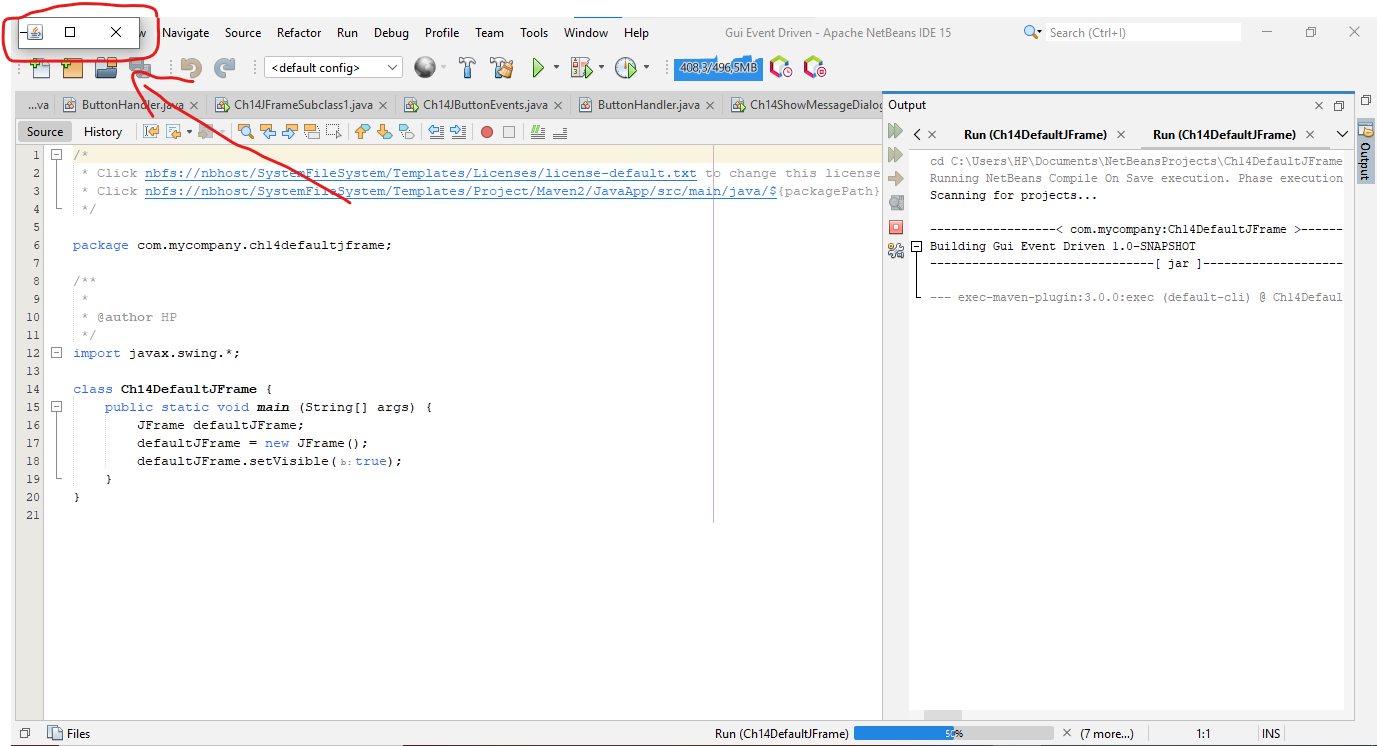 w Navigate Source Refactor Run Debug Profile Team Tools Window Help Gui Event Driven - Apache NetBeans IDE 15 Search (Ctrl+I)
<default config> 408,3/496,5MB
...va ButtonHandler.java Ch14JFrameSubclass1.java Ch14JButtonEvents.java ButtonHandler.java Ch14ShowMessageDialog
Source History
1 /*
2 * Click nbfs://nbhost/SystemFileSystem/Templates/Licenses/license-default.txt to change this license
3 * Click nbfs://nbhost/SystemFileSystem/Templates/Project/Maven2/JavaApp/src/main/java/${packagePath}
4 */
5
6 package com.mycompany.ch14defaultjframe;
7
8 /**
9 *
10 * @author HP
11 */
12 import javax.swing.*;
13
14 class Ch14DefaultJFrame {
15 public static void main (String[] args) {
16 JFrame defaultJFrame;
17 defaultJFrame = new JFrame();
18 defaultJFrame.setVisible(b:true);
19 }
20 }
21
Output
Run (Ch14DefaultJFrame) Run (Ch14DefaultJFrame)
cd C:\Users\HP\Documents\NetBeansProjects\Ch14DefaultJFrame
Running NetBeans Compile On Save execution. Phase execution
Scanning for projects...
------------------< com.mycompany:Ch14DefaultJFrame >------
Building Gui Event Driven 1.0-SNAPSHOT
--------------------------------[ jar ]--------------------
--- exec-maven-plugin:3.0.0:exec (default-cli) @ Ch14Defaul
Output
Files Run (Ch14DefaultJFrame) 50% (7 more...) 1:1 INS